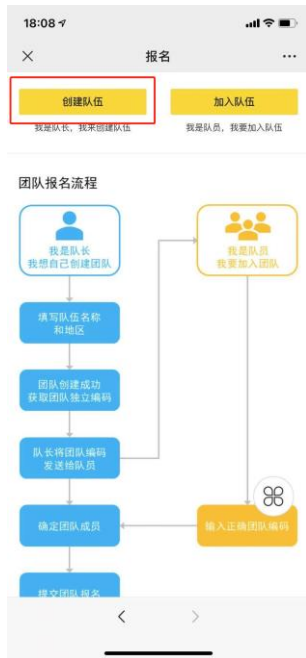 18:08
报名
创建队伍
加入队伍
我是队长，我来创建队伍
我是队员，我要加入队伍
团队报名流程
我是队长
我想自己创建团队
我是队员
我要加入团队
填写队伍名称
和地区
团队创建成功
获取团队独立编码
队长将团队编码
发送给队员
确定团队成员
输入正确团队编码
提交团队报名